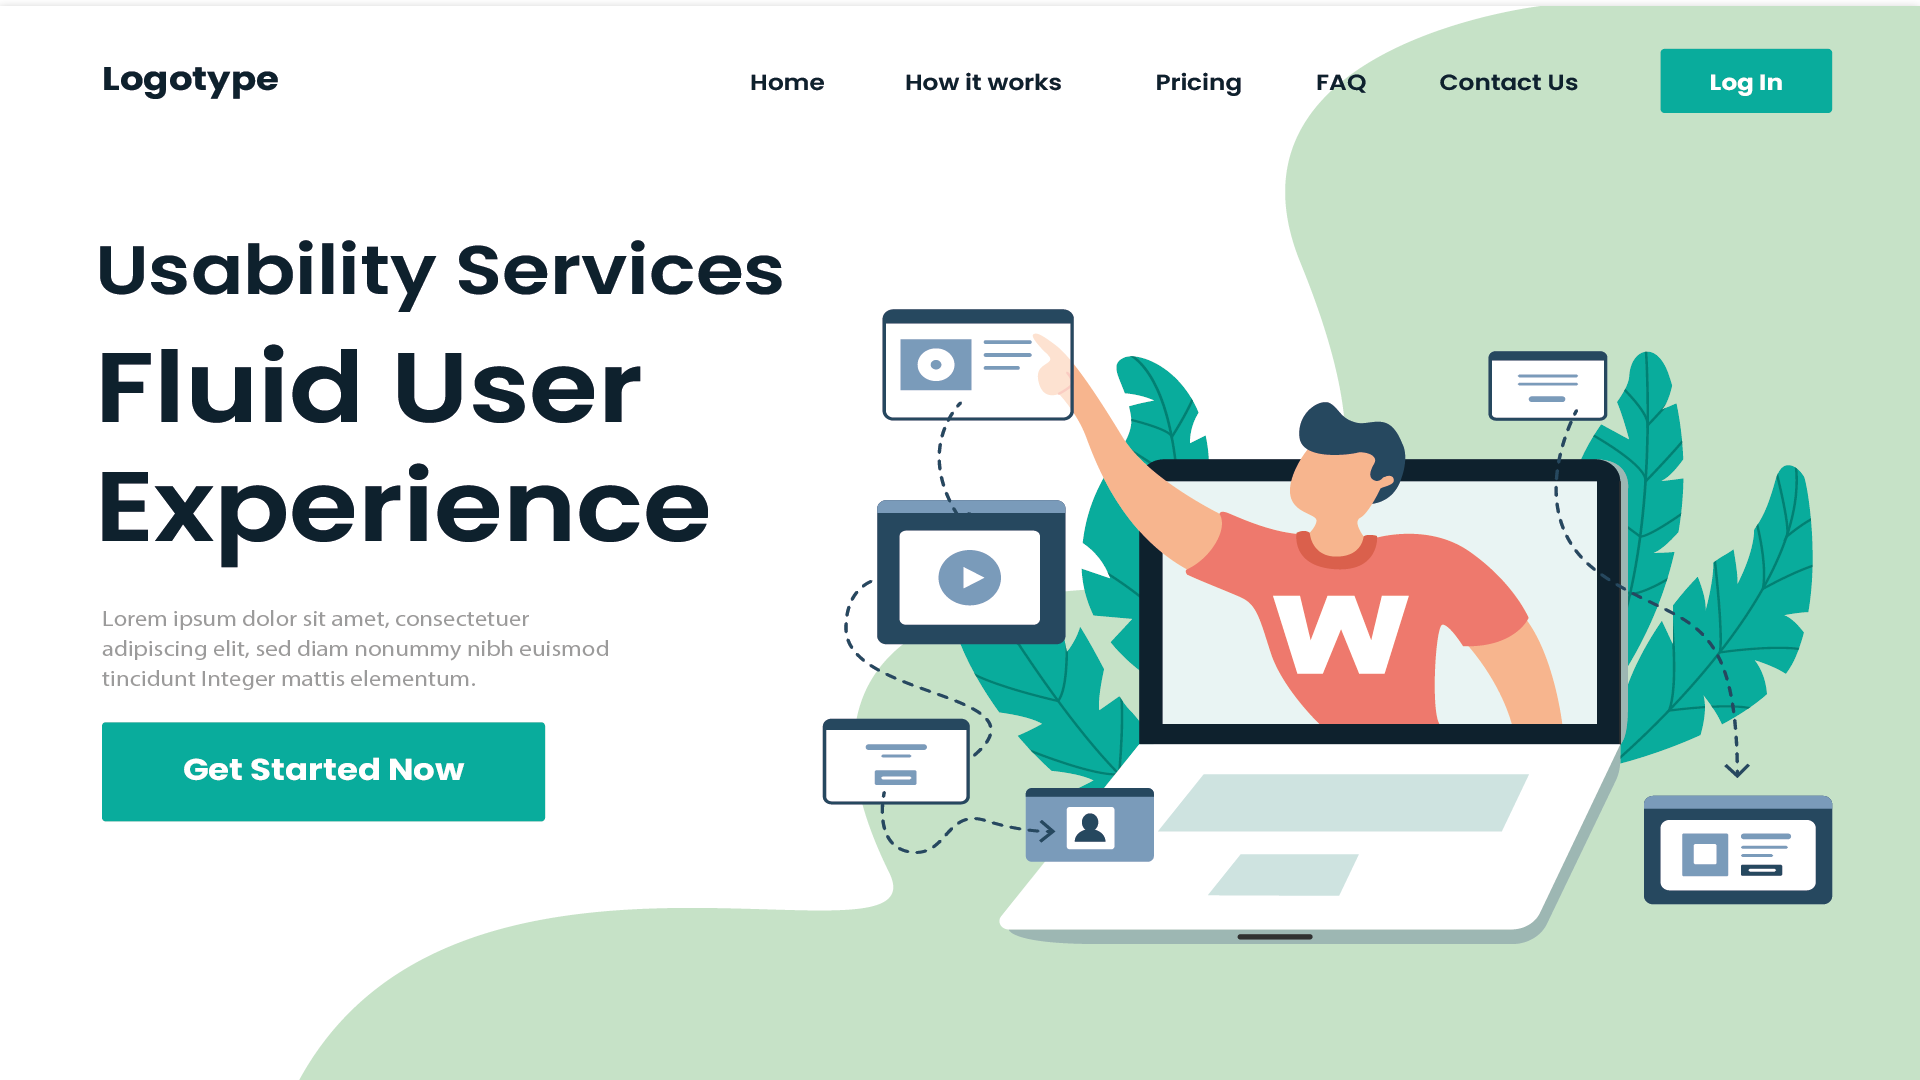 Logotype
Home
How it works
Pricing
FAQ
Contact Us
Log In
Usability Services
Fluid User
Experience
Lorem ipsum dolor sit amet, consectetuer
adipiscing elit, sed diam nonummy nibh euismod
tincidunt Integer mattis elementum.
Get Started Now
W